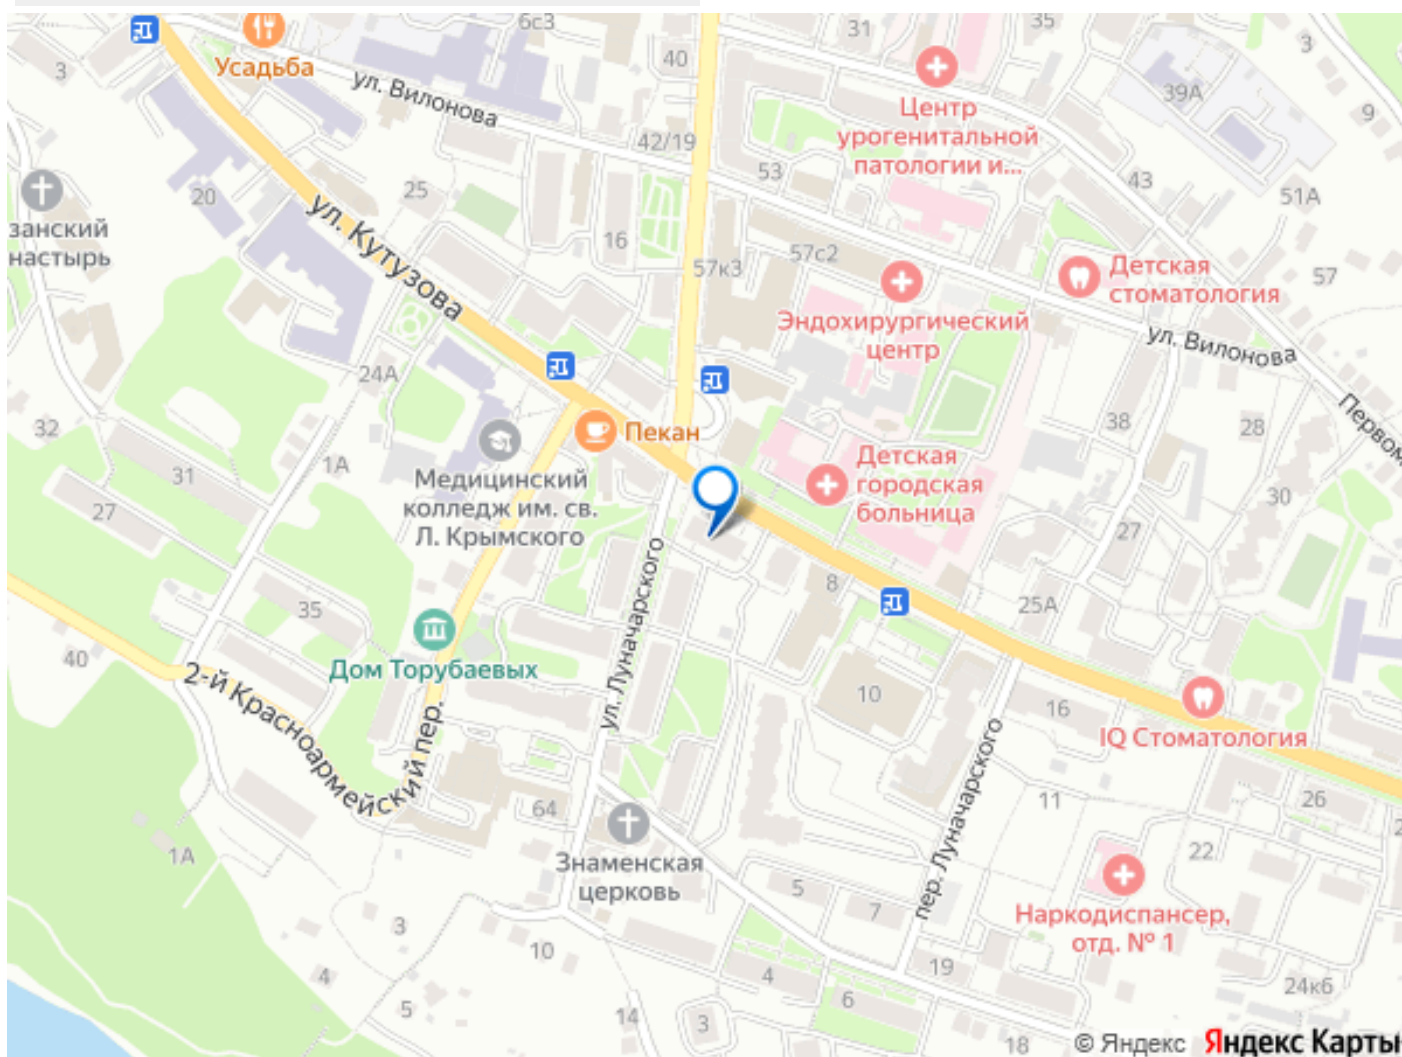 6с3
31
35
3
Усадьба
40
3
ул. Вилонова
39А
9
Центр
урогенитальной
патологии и...
42/19
53
43
51А
20
25
ул. Кутузова
занский
настырь
16
57к3
57с2
57
Детская
стоматология
Эндохирургический
центр
ул. Вилонова
24А
Первом
32
Пекан
38
28
31
1А
Медицинский
колледж им. св.
Л. Крымского
Детская
городская
больница
27
30
27
ул. Луначарского
8
25А
35
40
Дом Торубаевых
2-й Красноармейский пер.
10
16
IQ Стоматология
пер. Луначарского
11
26
2
64
22
1А
Знаменская
церковь
5
7
Наркодиспансер,
отд. № 1
3
10
4
19
4
6
24к6
5
14
3
18
© Яндекс Яндекс Карты